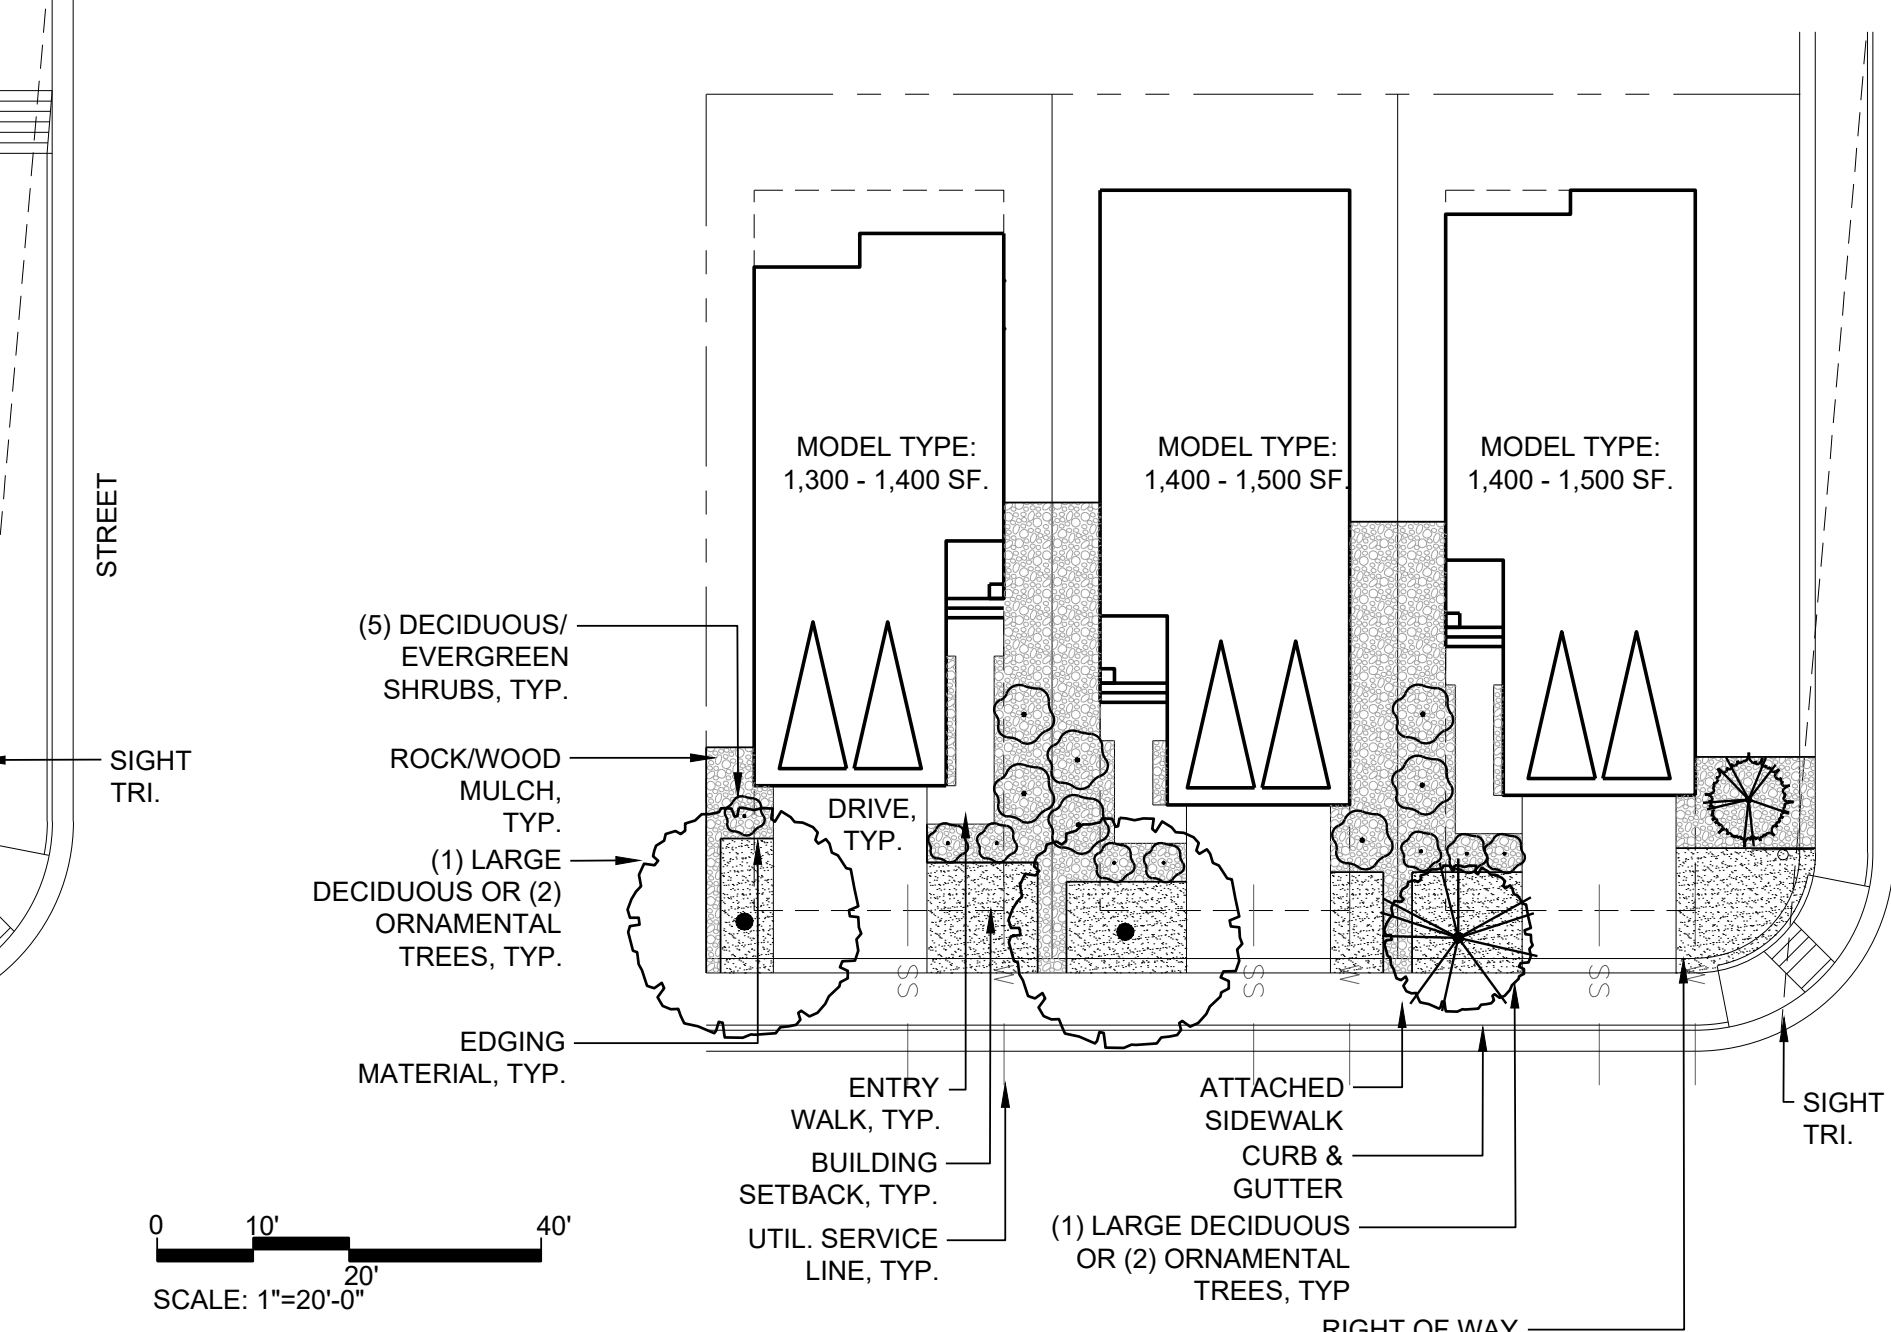 MODEL TYPE:
1,300 - 1,400 SF.
MODEL TYPE:
1,400 - 1,500 SF.
MODEL TYPE:
1,400 - 1,500 SF.
STREET
(5) DECIDUOUS/
EVERGREEN
SHRUBS, TYP.
SIGHT
TRI.
ROCK/WOOD
MULCH,
TYP.
DRIVE,
TYP.
(1) LARGE
DECIDUOUS OR (2)
ORNAMENTAL
TREES, TYP.
SS
W
SS
W
SS
W
EDGING
MATERIAL, TYP.
ENTRY
WALK, TYP.
BUILDING
SETBACK, TYP.
UTIL. SERVICE
LINE, TYP.
ATTACHED
SIDEWALK
CURB &
GUTTER
(1) LARGE DECIDUOUS
OR (2) ORNAMENTAL
TREES, TYP
RIGHT OF WAY
SIGHT
TRI.
0 10' 40'
20'
SCALE: 1"=20'-0"